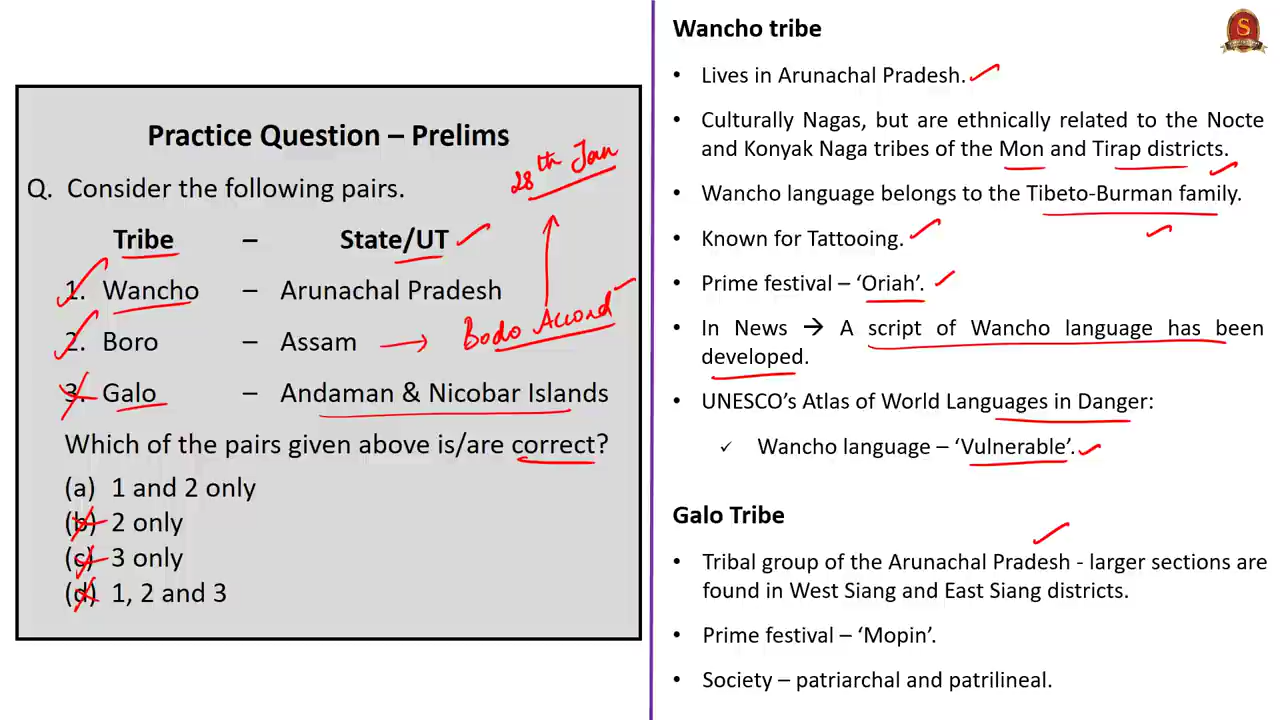 Practice Question – Prelims
28th Jan
Q. Consider the following pairs.
Tribe – State/UT
1. Wancho – Arunachal Pradesh
2. Boro – Assam → Bodo Accord
3. Galo – Andaman & Nicobar Islands
Which of the pairs given above is/are correct?
(a) 1 and 2 only
(b) 2 only
(c) 3 only
(d) 1, 2 and 3
Wancho tribe
S
• Lives in Arunachal Pradesh.
• Culturally Nagas, but are ethnically related to the Nocte
and Konyak Naga tribes of the Mon and Tirap districts.
• Wancho language belongs to the Tibeto-Burman family.
• Known for Tattooing.
• Prime festival – ‘Oriah’.
• In News → A script of Wancho language has been
developed.
• UNESCO’s Atlas of World Languages in Danger:
✓ Wancho language – ‘Vulnerable’.
Galo Tribe
• Tribal group of the Arunachal Pradesh - larger sections are
found in West Siang and East Siang districts.
• Prime festival – ‘Mopin’.
• Society – patriarchal and patrilineal.